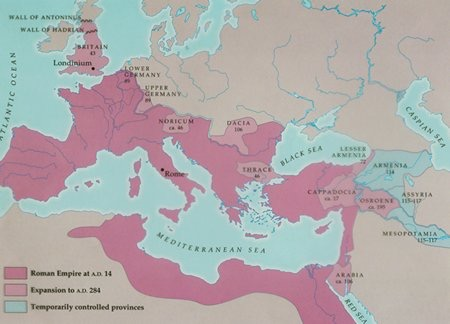 WALL OF ANTONINUS
WALL OF HADRIAN
BRITAIN
43
Londinium
ATLANTIC OCEAN
LOWER
GERMANY
89
UPPER
GERMANY
89
NORICUM
ca. 46
DACIA
106
BLACK SEA
CASPIAN SEA
LESSER
ARMENIA
72
ARMENIA
114
Rome
THRACE
46
CAPPADOCIA
ca. 17
OSROENE
ca. 195
ASSYRIA
115-117
MESOPOTAMIA
115-117
MEDITERRANEAN SEA
ARABIA
ca. 106
RED SEA
Roman Empire at A.D. 14
Expansion to A.D. 284
Temporarily controlled provinces